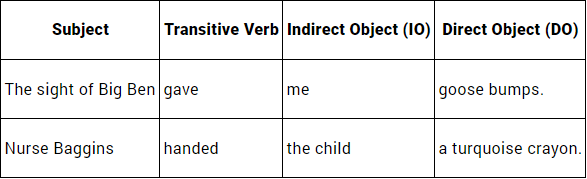 Subject Transitive Verb Indirect Object (IO) Direct Object (DO)
The sight of Big Ben gave me goose bumps.
Nurse Baggins handed the child a turquoise crayon.